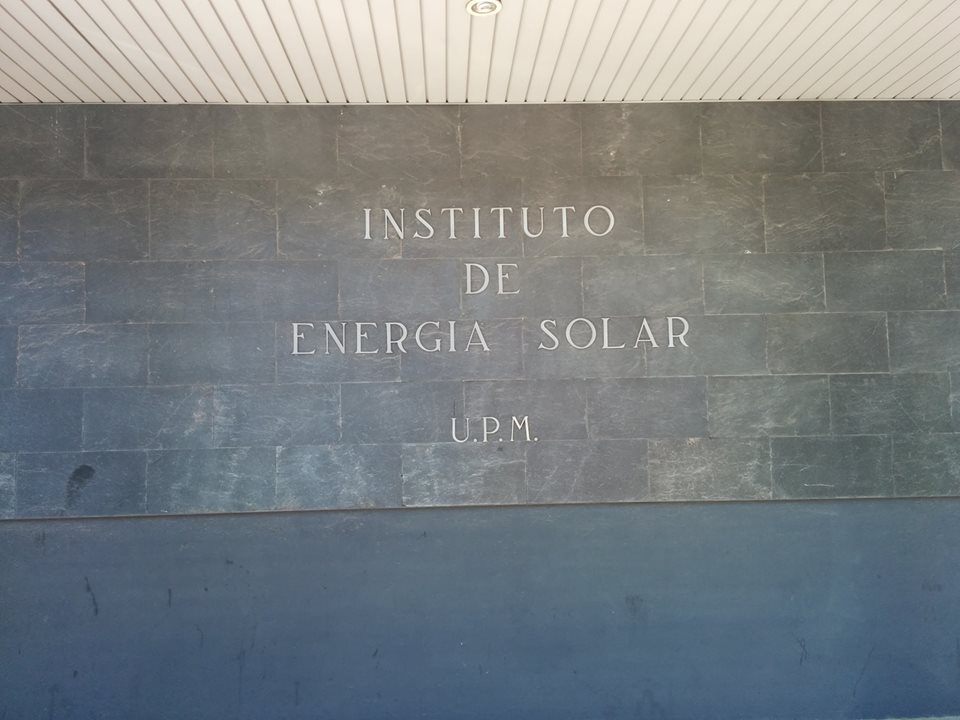 INSTITUTO
DE
ENERGIA SOLAR
U.P.M.